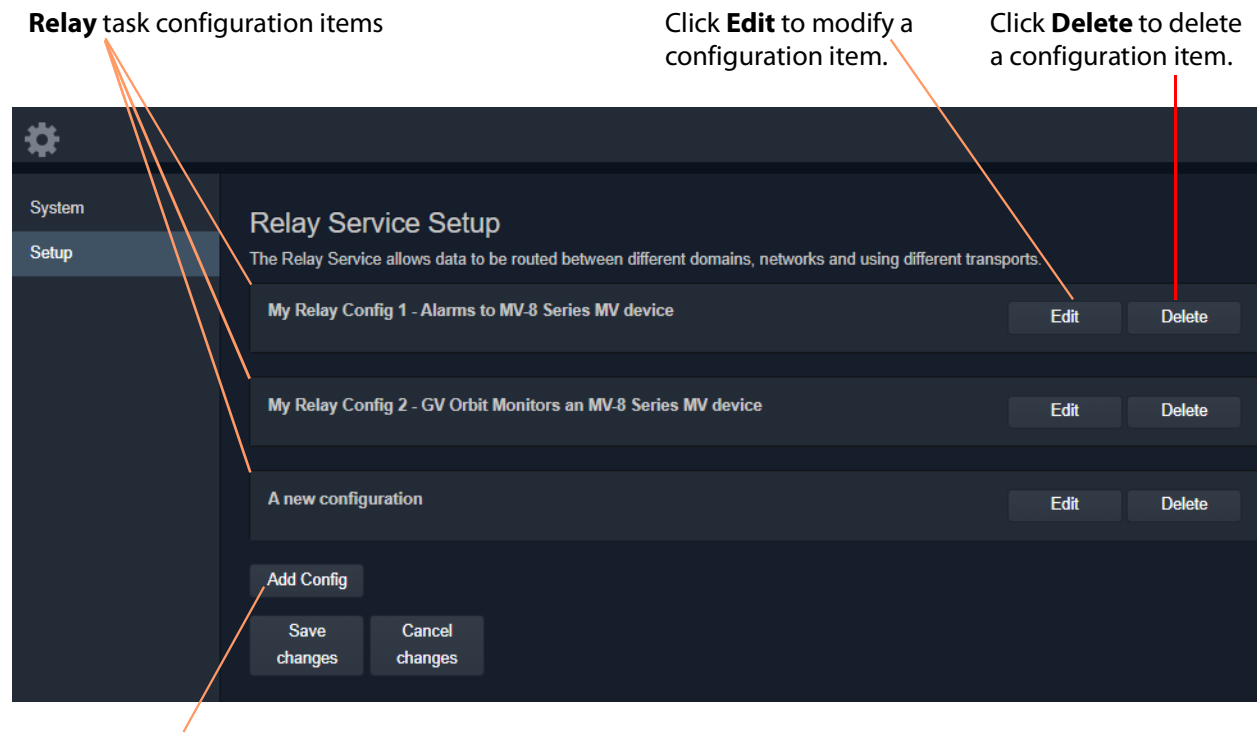 Relay task configuration items
Click Edit to modify a
configuration item.
Click Delete to delete
a configuration item.
System
Setup
Relay Service Setup
The Relay Service allows data to be routed between different domains, networks and using different transports.
My Relay Config 1 - Alarms to MV-8 Series MV device
Edit
Delete
My Relay Config 2 - GV Orbit Monitors an MV-8 Series MV device
Edit
Delete
A new configuration
Edit
Delete
Add Config
Save
changes
Cancel
changes